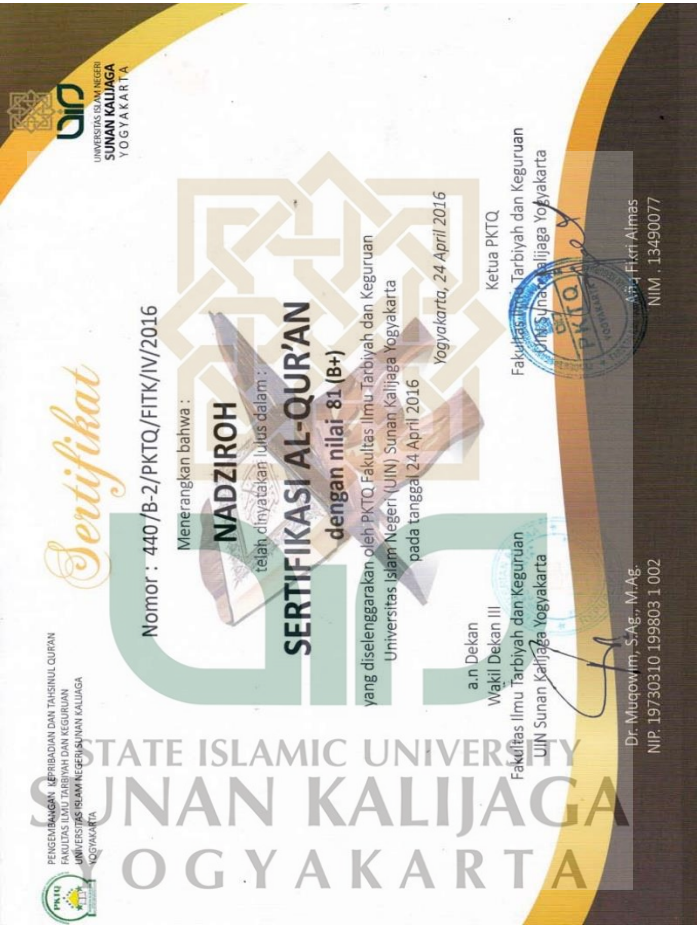 PENGEMBANGAN KEPRIBADIAN DAN TAHSINUL QUR'AN
FAKULTAS ILMU TARBIYAH DAN KEGURUAN
UNIVERSITAS ISLAM NEGERI SUNAN KALIJAGA
YOGYAKARTA
PKTQ
UNIVERSITAS ISLAM NEGERI
SUNAN KALIJAGA
YOGYAKARTA
Sertifikat
Nomor : 440/B-2/PKTQ/FITK/IV/2016
Menerangkan bahwa :
NADZIROH
telah dinyatakan lulus dalam :
SERTIFIKASI AL-QUR'AN
dengan nilai 81 (B+)
yang diselenggarakan oleh PKTQ Fakultas Ilmu Tarbiyah dan Keguruan
Universitas Islam Negeri (UIN) Sunan Kalijaga Yogyakarta
pada tanggal 24 April 2016
Yogyakarta, 24 April 2016
a.n Dekan
Wakil Dekan III
Fakultas Ilmu Tarbiyah dan Keguruan
UIN Sunan Kalijaga Yogyakarta
Dr. Muqowim, S.Ag., M.Ag.
NIP. 19730310 199803 1 002
Ketua PKTQ
Fakultas Ilmu Tarbiyah dan Keguruan
UIN Sunan Kalijaga Yogyakarta
PKTQ
YOGYAKARTA
Fikri Almas
NIM . 13490077
STATE ISLAMIC UNIVERSITY
SUNAN KALIJAGA
YOGYAKARTA